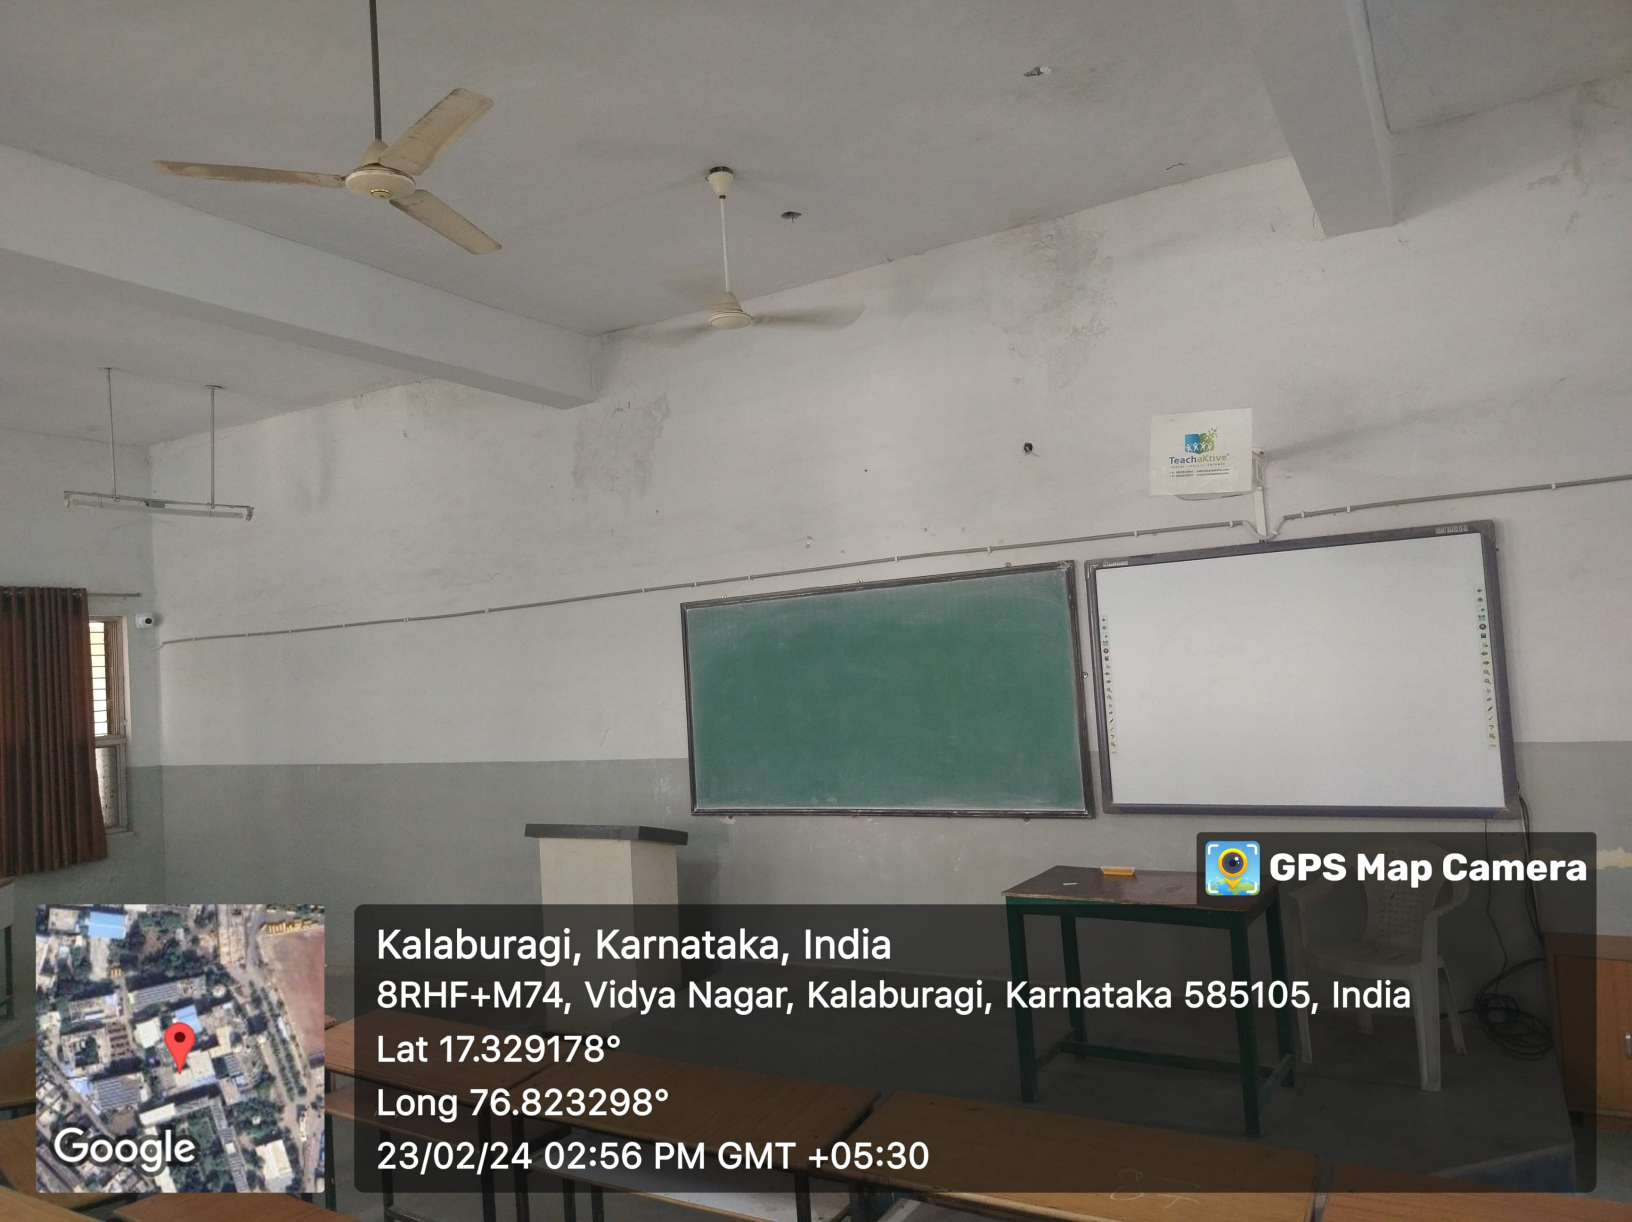 TeachaKtive
GPS Map Camera
Kalaburagi, Karnataka, India
8RHF+M74, Vidya Nagar, Kalaburagi, Karnataka 585105, India
Lat 17.329178°
Long 76.823298°
23/02/24 02:56 PM GMT +05:30
Google